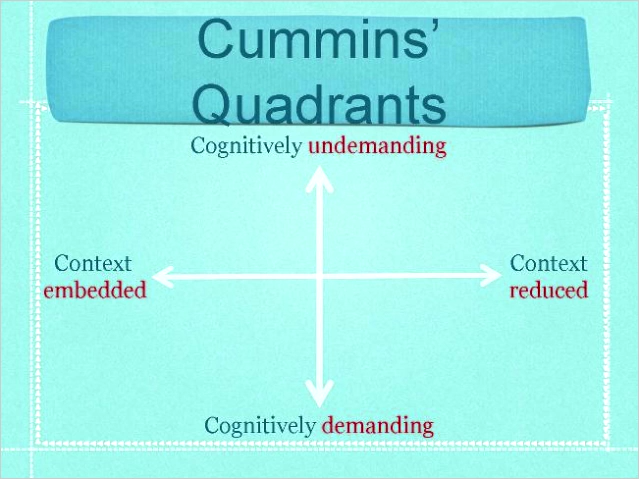 Cummins’
Quadrants
Cognitively undemanding
Context
embedded
Context
reduced
Cognitively demanding